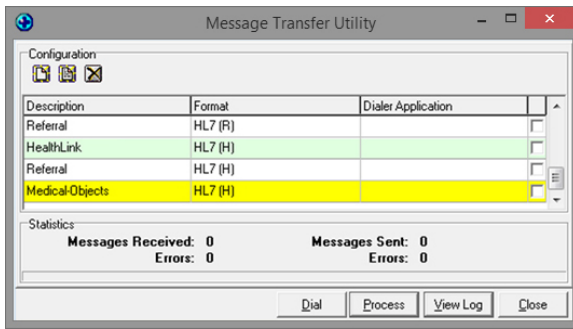 Message Transfer Utility
Configuration
Description Format Dialer Application
Referral HL7 (R)
HealthLink HL7 (H)
Referral HL7 (H)
Medical-Objects HL7 (H)
Statistics
Messages Received: 0 Messages Sent: 0
Errors: 0 Errors: 0
Dial Process View Log Close